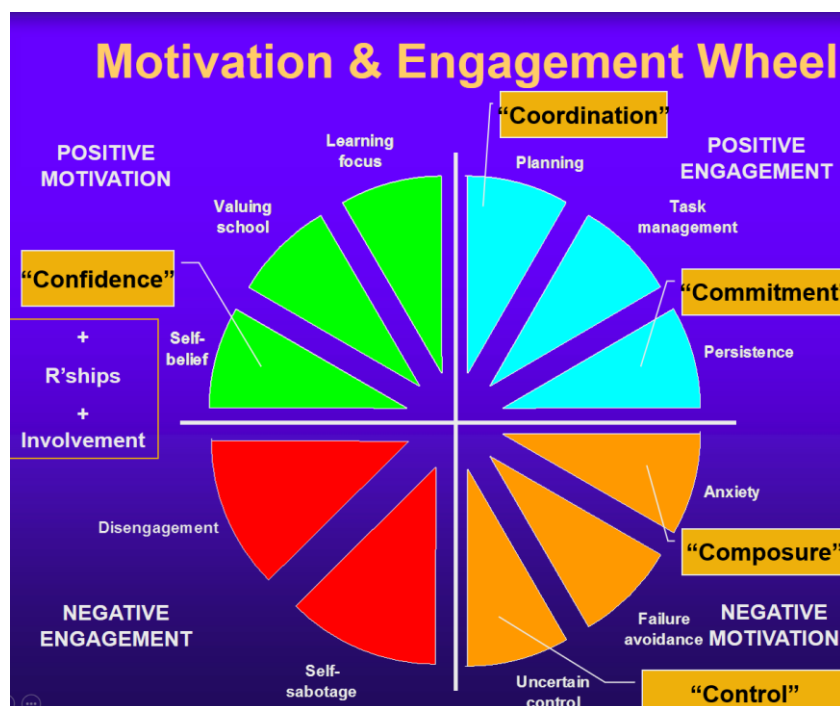 Motivation & Engagement Wheel
"Coordination"
POSITIVE
MOTIVATION
Learning
focus
Planning
POSITIVE
ENGAGEMENT
Valuing
school
Task
management
"Confidence"
"Commitment"
Self-
belief
Persistence
+
R'ships
+
Involvement
Disengagement
Anxiety
"Composure"
NEGATIVE
ENGAGEMENT
Failure
avoidance
NEGATIVE
MOTIVATION
Self-
sabotage
Uncertain
control
"Control"